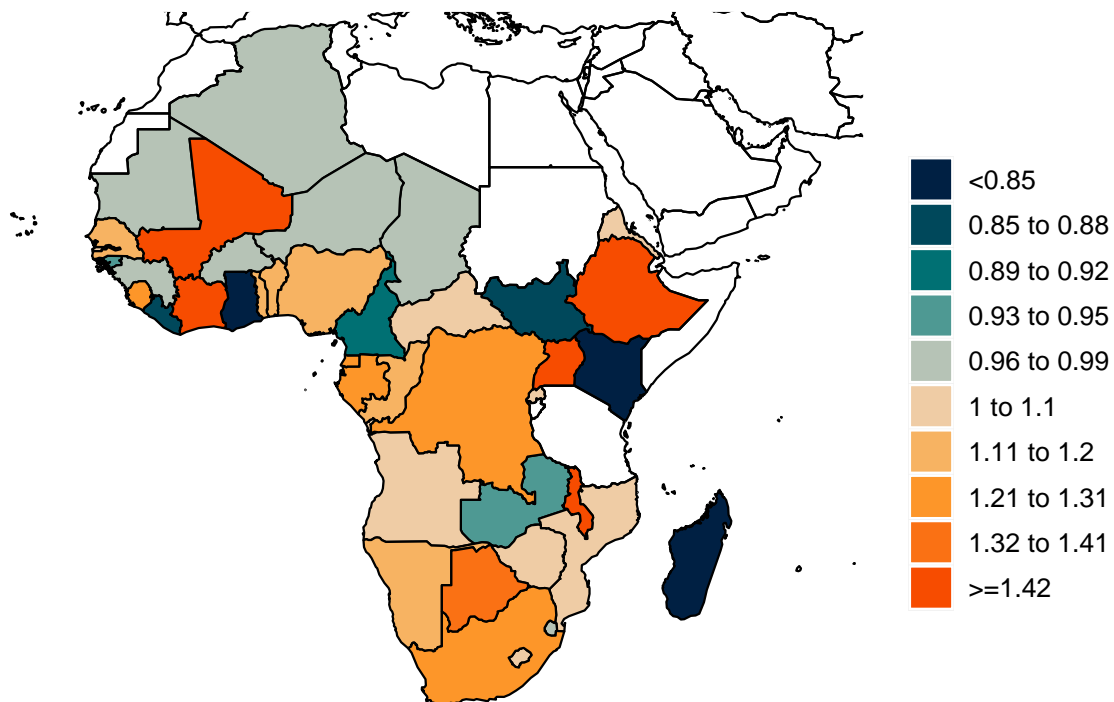 <0.85
0.85 to 0.88
0.89 to 0.92
0.93 to 0.95
0.96 to 0.99
1 to 1.1
1.11 to 1.2
1.21 to 1.31
1.32 to 1.41
>=1.42